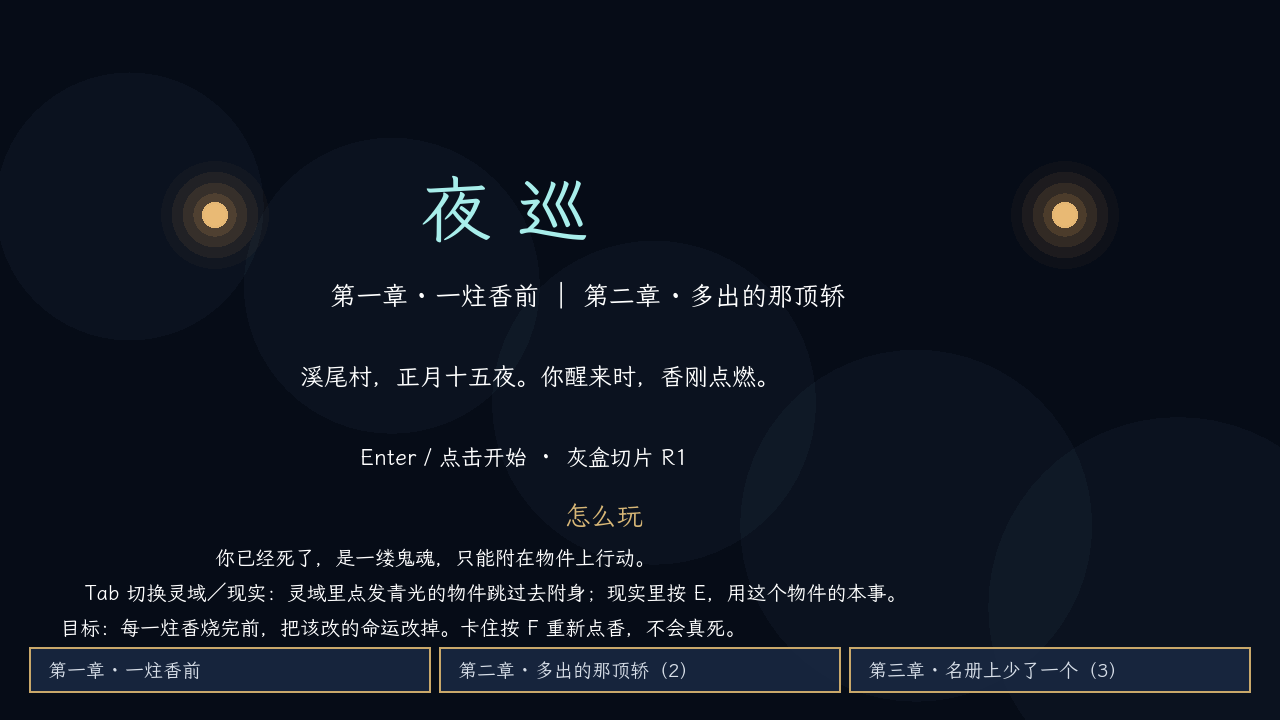 夜 巡
第一章·一炷香前 ｜ 第二章·多出的那顶轿
溪尾村，正月十五夜。你醒来时，香刚点燃。
Enter / 点击开始 · 灰盒切片 R1
怎么玩
你已经死了，是一缕鬼魂，只能附在物件上行动。
Tab 切换灵域／现实：灵域里点发青光的物件跳过去附身；现实里按 E，用这个物件的本事。
目标：每一炷香烧完前，把该改的命运改掉。卡住按 F 重新点香，不会真死。
第一章·一炷香前
第二章·多出的那顶轿（2）
第三章·名册上少了一个（3）